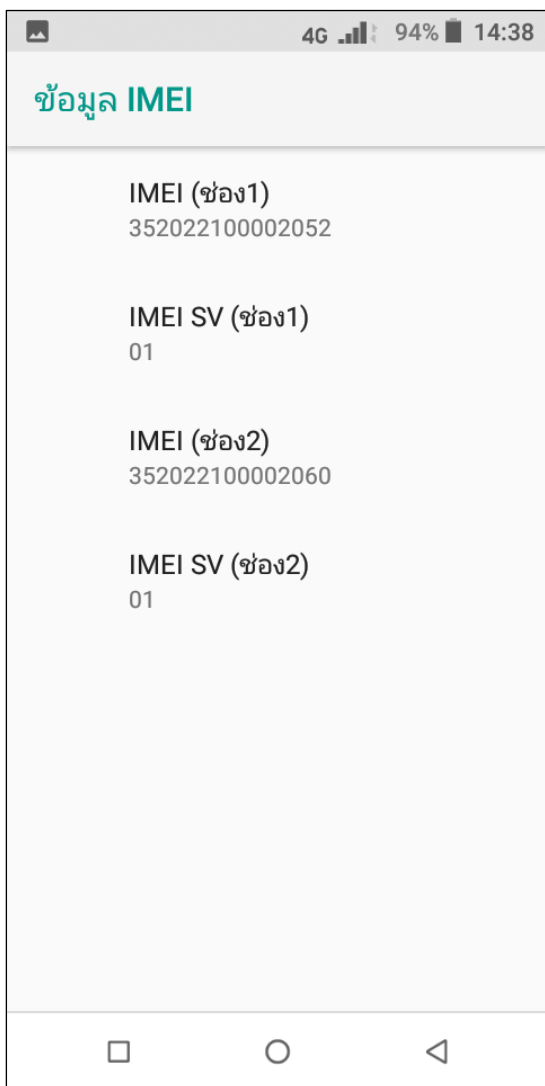 4G 94% 14:38
ข้อมูล IMEI
IMEI (ช่อง1)
352022100002052
IMEI SV (ช่อง1)
01
IMEI (ช่อง2)
352022100002060
IMEI SV (ช่อง2)
01